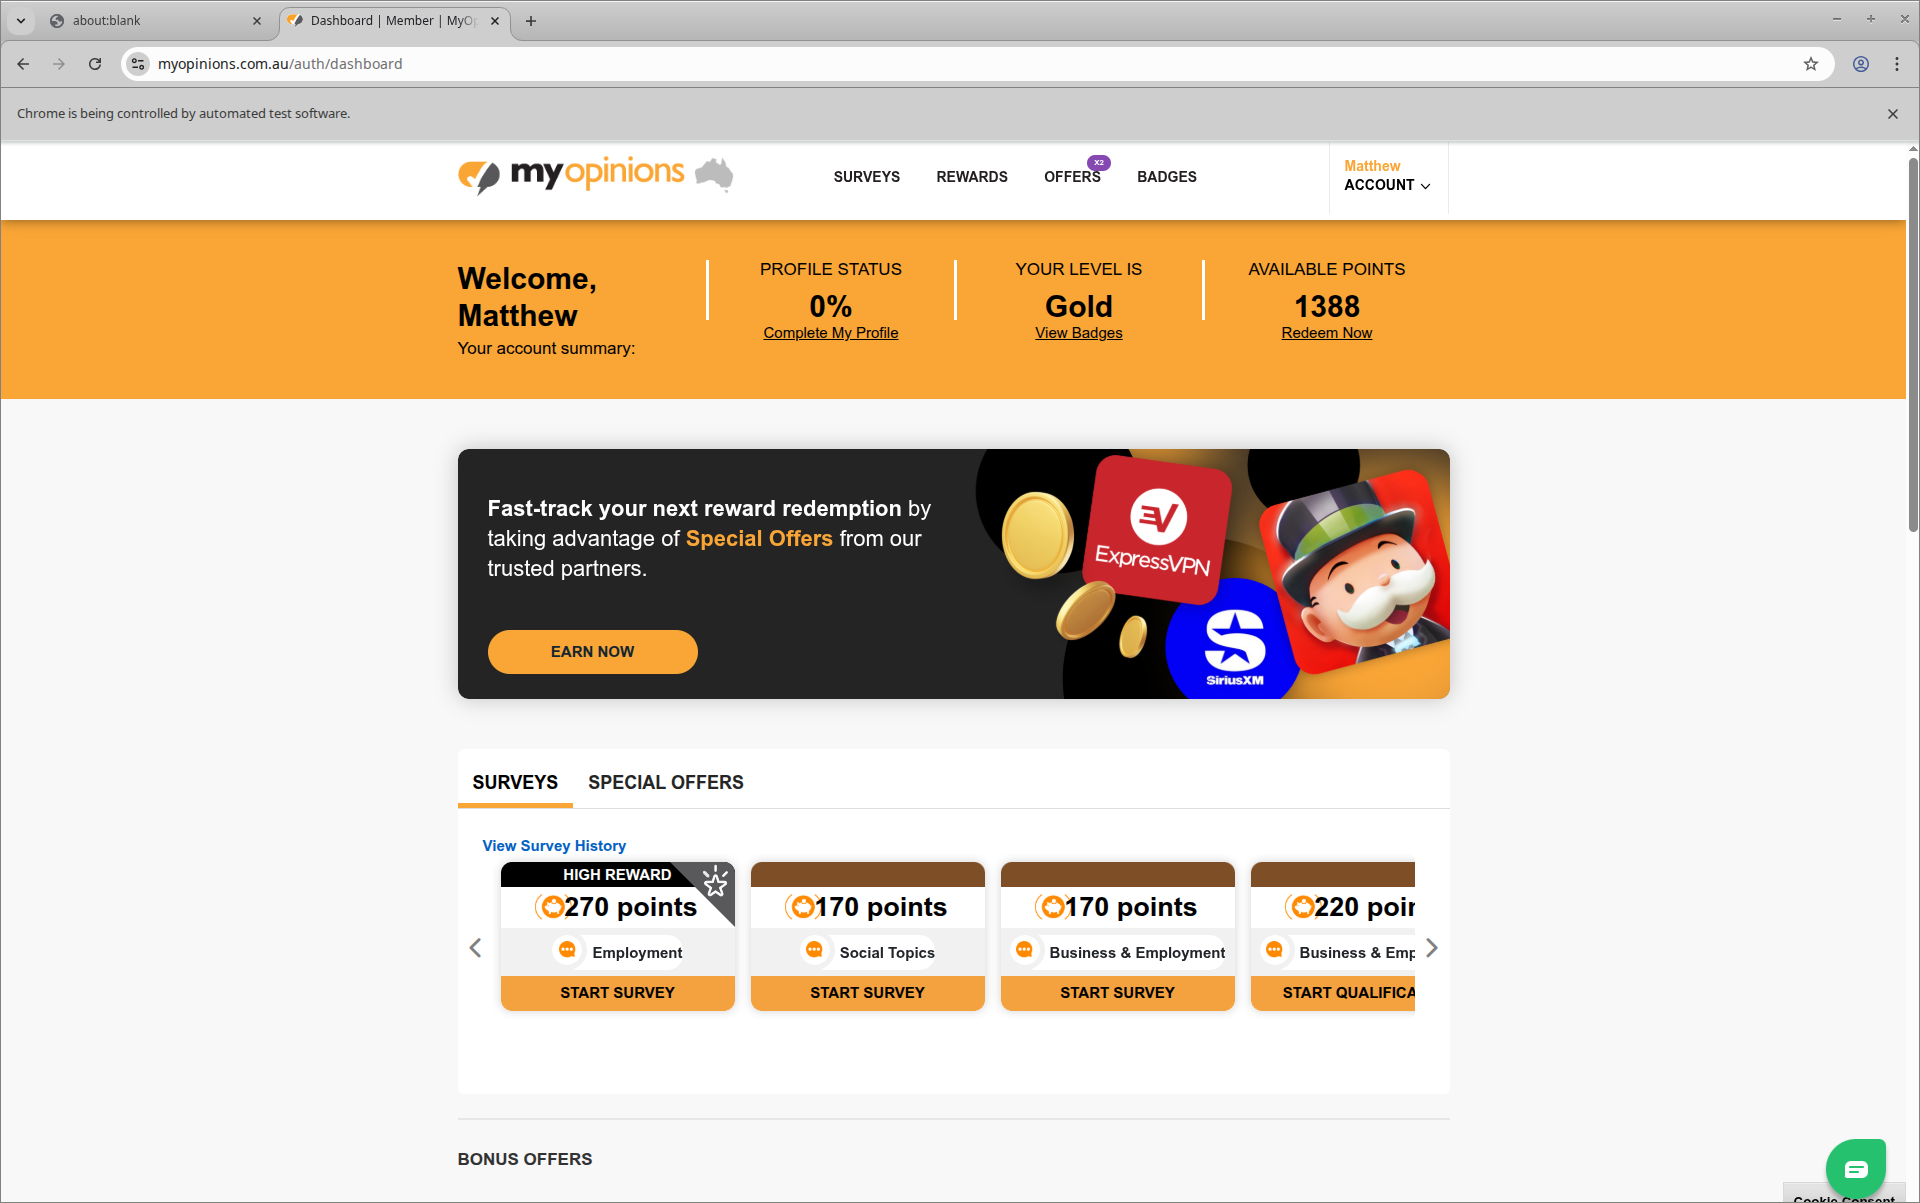 about:blank
Dashboard | Member | MyOp
myopinions.com.au/auth/dashboard
Chrome is being controlled by automated test software.
myopinions
SURVEYS
REWARDS
OFFERS
X2
BADGES
Matthew
ACCOUNT
Welcome,
Matthew
Your account summary:
PROFILE STATUS
0%
Complete My Profile
YOUR LEVEL IS
Gold
View Badges
AVAILABLE POINTS
1388
Redeem Now
Fast-track your next reward redemption by
taking advantage of Special Offers from our
trusted partners.
EARN NOW
ExpressVPN
SiriusXM
SURVEYS
SPECIAL OFFERS
View Survey History
HIGH REWARD
270 points
Employment
START SURVEY
170 points
Social Topics
START SURVEY
170 points
Business & Employment
START SURVEY
220 poin
Business & Emp
START QUALIFICA
BONUS OFFERS
Cookie Consent